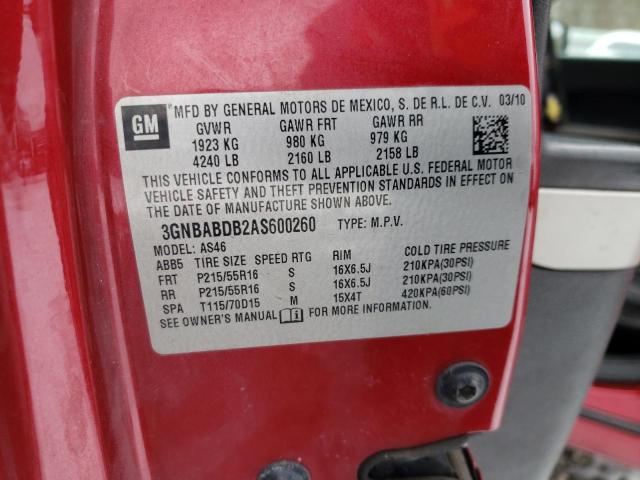 GM
MFD BY GENERAL MOTORS DE MEXICO, S. DE R.L. DE C.V. 03/10
GVWR GAWR FRT GAWR RR
1923 KG 980 KG 979 KG
4240 LB 2160 LB 2158 LB
THIS VEHICLE CONFORMS TO ALL APPLICABLE U.S. FEDERAL MOTOR
VEHICLE SAFETY AND THEFT PREVENTION STANDARDS IN EFFECT ON
THE DATE OF MANUFACTURE SHOWN ABOVE.
3GNBABDB2AS600260 TYPE: M.P.V.
MODEL: AS46
ABB5 TIRE SIZE SPEED RTG RIM COLD TIRE PRESSURE
FRT P215/55R16 S 16X6.5J 210KPA(30PSI)
RR P215/55R16 S 16X6.5J 210KPA(30PSI)
SPA T115/70D15 M 15X4T 420KPA(60PSI)
SEE OWNER'S MANUAL FOR MORE INFORMATION.